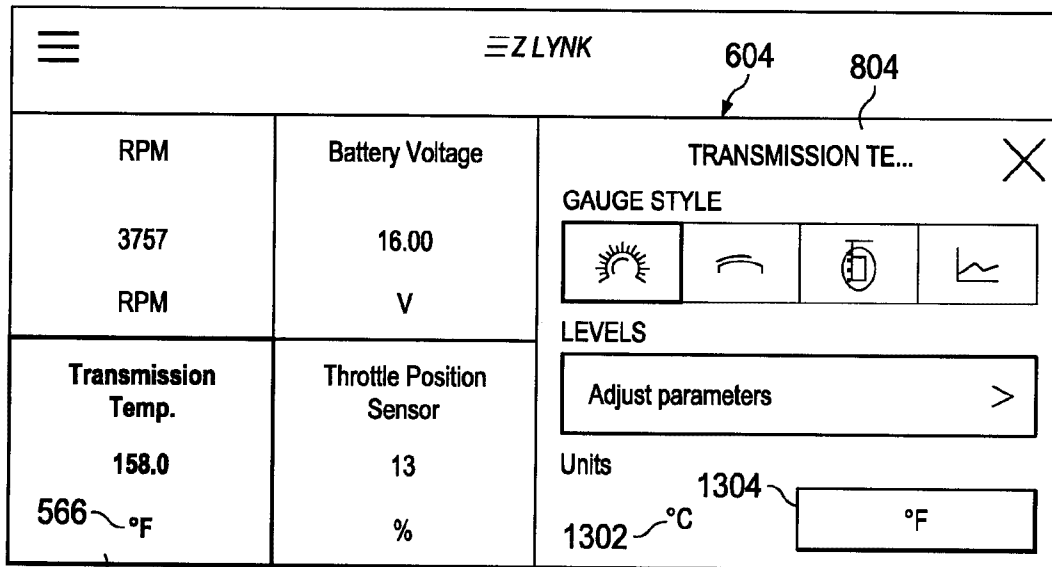 EZ LYNK
604
804
RPM
3757
RPM
Battery Voltage
16.00
V
Transmission
Temp.
158.0
566
°F
Throttle Position
Sensor
13
%
TRANSMISSION TE...
GAUGE STYLE
LEVELS
Adjust parameters >
Units
1302
°C
1304
°F